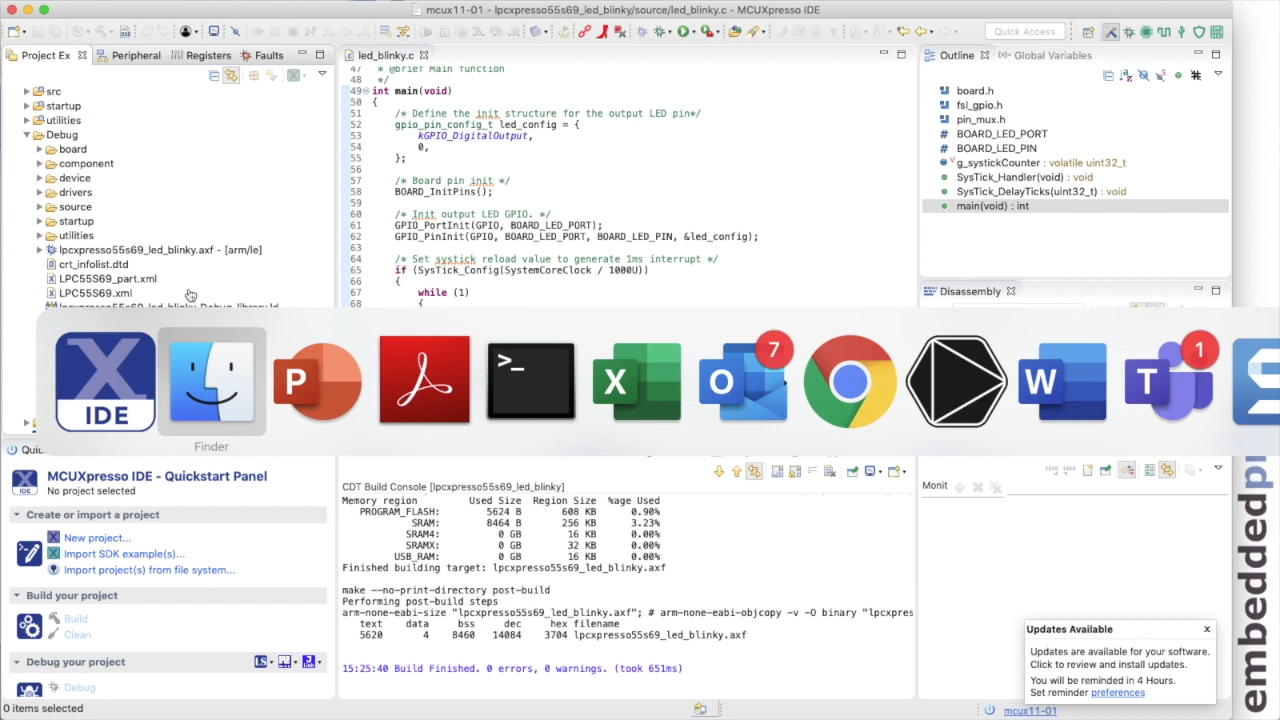 mcux11-01 - lpcxpresso55s69_led_blinky/source/led_blinky.c - MCUXpresso IDE
Quick Access
Project Ex
Peripheral
Registers
Faults
src
startup
utilities
Debug
board
component
device
drivers
source
startup
utilities
lpcxpresso55s69_led_blinky.axf - [arm/le]
crt_infolist.dtd
LPC55S69_part.xml
LPC55S69.xml
led_blinky.c
47 * @brief Main function
48 */
49 int main(void)
50 {
51 /* Define the init structure for the output LED pin*/
52 gpio_pin_config_t led_config = {
53 kGPIO_DigitalOutput,
54 0,
55 };
56
57 /* Board pin init */
58 BOARD_InitPins();
59
60 /* Init output LED GPIO. */
61 GPIO_PortInit(GPIO, BOARD_LED_PORT);
62 GPIO_PinInit(GPIO, BOARD_LED_PORT, BOARD_LED_PIN, &led_config);
63
64 /* Set systick reload value to generate 1ms interrupt */
65 if (SysTick_Config(SystemCoreClock / 1000U))
66 {
67 while (1)
68 {
Outline
Global Variables
board.h
fsl_gpio.h
pin_mux.h
BOARD_LED_PORT
BOARD_LED_PIN
g_systickCounter : volatile uint32_t
SysTick_Handler(void) : void
SysTick_DelayTicks(uint32_t) : void
main(void) : int
Disassembly
IDE
P
>_
X
O
7
W
T
1
S
Finder
Quic
MCUXpresso IDE - Quickstart Panel
IDE
No project selected
Create or import a project
New project...
Import SDK example(s)...
Import project(s) from file system...
Build your project
Build
Clean
Debug your project
LS
Debug
0 items selected
CDT Build Console [lpcxpresso55s69_led_blinky]
Memory region Used Size Region Size %age Used
PROGRAM_FLASH: 5624 B 608 KB 0.90%
SRAM: 8464 B 256 KB 3.23%
SRAM4: 0 GB 16 KB 0.00%
SRAMX: 0 GB 32 KB 0.00%
USB_RAM: 0 GB 16 KB 0.00%
Finished building target: lpcxpresso55s69_led_blinky.axf
make --no-print-directory post-build
Performing post-build steps
arm-none-eabi-size "lpcxpresso55s69_led_blinky.axf"; # arm-none-eabi-objcopy -v -O binary "lpcxpres
text data bss dec hex filename
5620 4 8460 14084 3704 lpcxpresso55s69_led_blinky.axf
15:25:40 Build Finished. 0 errors, 0 warnings. (took 651ms)
Monit
Updates Available
Updates are available for your software.
Click to review and install updates.
You will be reminded in 4 Hours.
Set reminder preferences
mcux11-01
embeddedpr